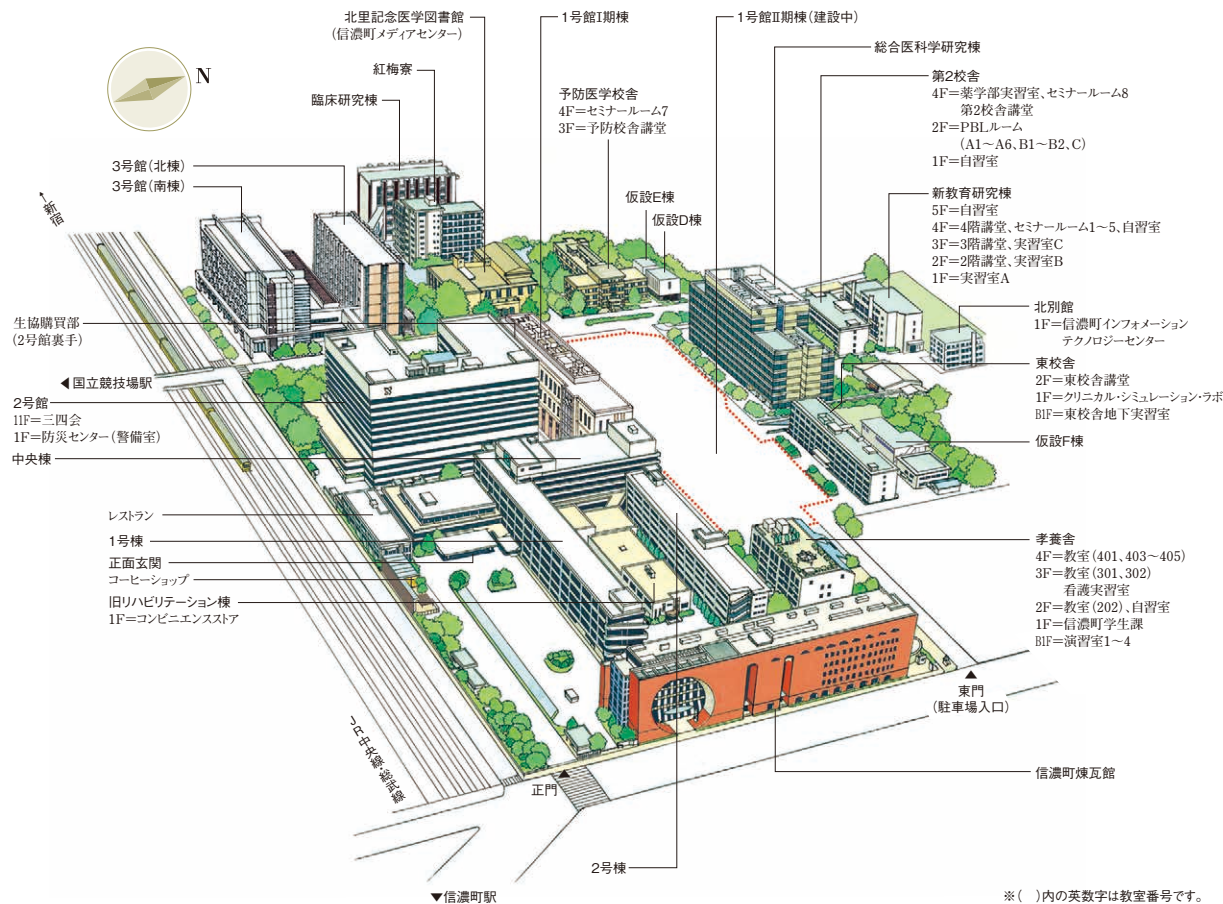 北里記念医学図書館
(信濃町メディアセンター)
1号館Ⅰ期棟
1号館Ⅱ期棟(建設中)
総合医科学研究棟
N
紅梅寮
臨床研究棟
予防医学校舎
4F=セミナールーム7
3F=予防校舎講堂
第2校舎
4F=薬学部実習室、セミナールーム8
第2校舎講堂
2F=PBLルーム
(A1～A6、B1～B2、C)
1F=自習室
3号館(北棟)
3号館(南棟)
←新宿
仮設E棟
仮設D棟
新教育研究棟
5F=自習室
4F=4階講堂、セミナールーム1～5、自習室
3F=3階講堂、実習室C
2F=2階講堂、実習室B
1F=実習室A
北別館
1F=信濃町インフォメーション
テクノロジーセンター
生協購買部
(2号館裏手)
◀国立競技場駅
2号館
11F=三四会
1F=防災センター(警備室)
中央棟
東校舎
2F=東校舎講堂
1F=クリニカル・シミュレーション・ラボ
B1F=東校舎地下実習室
仮設F棟
レストラン
1号棟
正面玄関
コーヒーショップ
旧リハビリテーション棟
1F=コンビニエンスストア
孝養舎
4F=教室(401、403～405)
3F=教室(301、302)
看護実習室
2F=教室(202)、自習室
1F=信濃町学生課
B1F=演習室1～4
JR中央線・総武線
▲
東門
(駐車場入口)
▲
正門
信濃町煉瓦館
2号棟
▼信濃町駅
※(　)内の英数字は教室番号です。